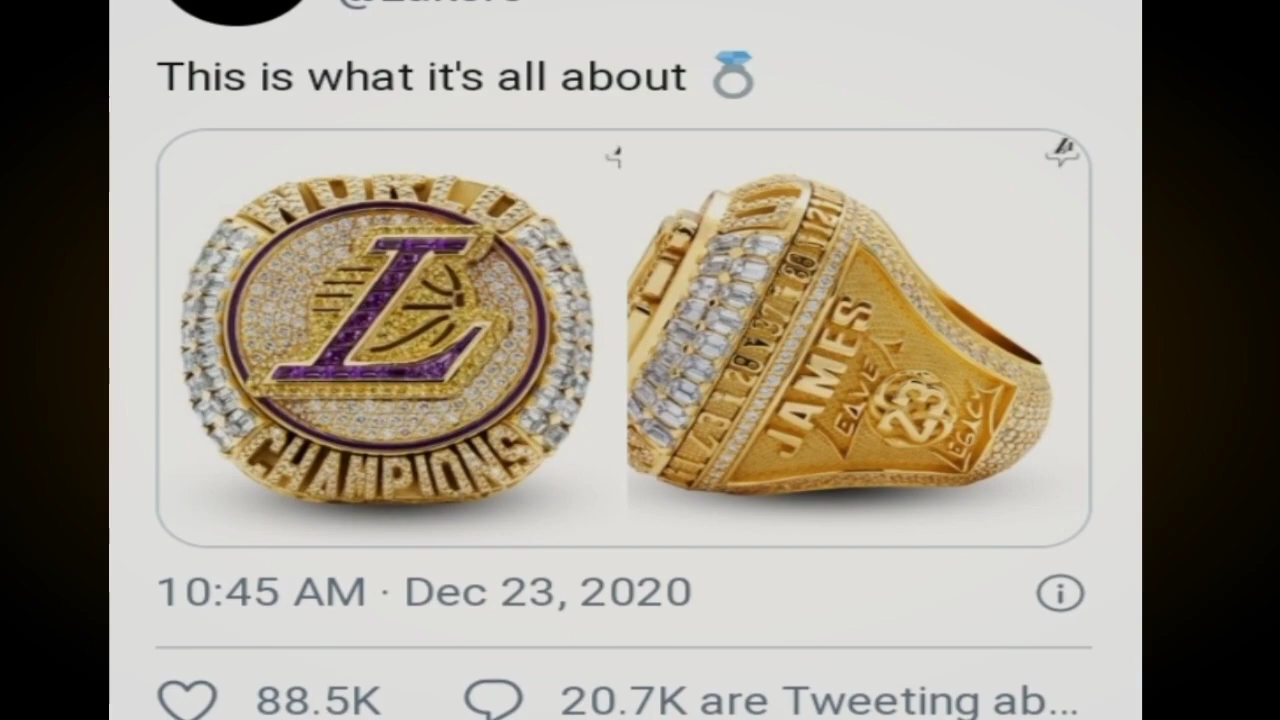 This is what it's all about
WORLD
L
CHAMPIONS
JAMES
23
LEGACY
10:45 AM · Dec 23, 2020
88.5K
20.7K are Tweeting ab...